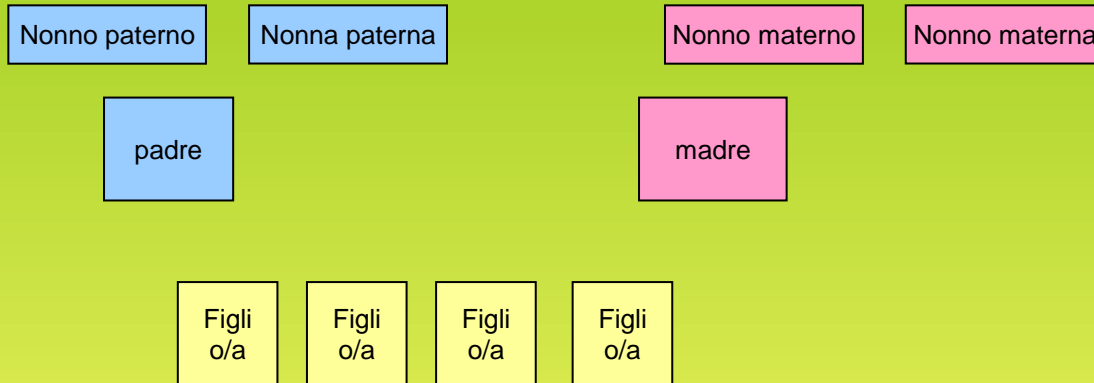 Nonno paterno
Nonna paterna
Nonno materno
Nonno materna
padre
madre
Figli
o/a
Figli
o/a
Figli
o/a
Figli
o/a